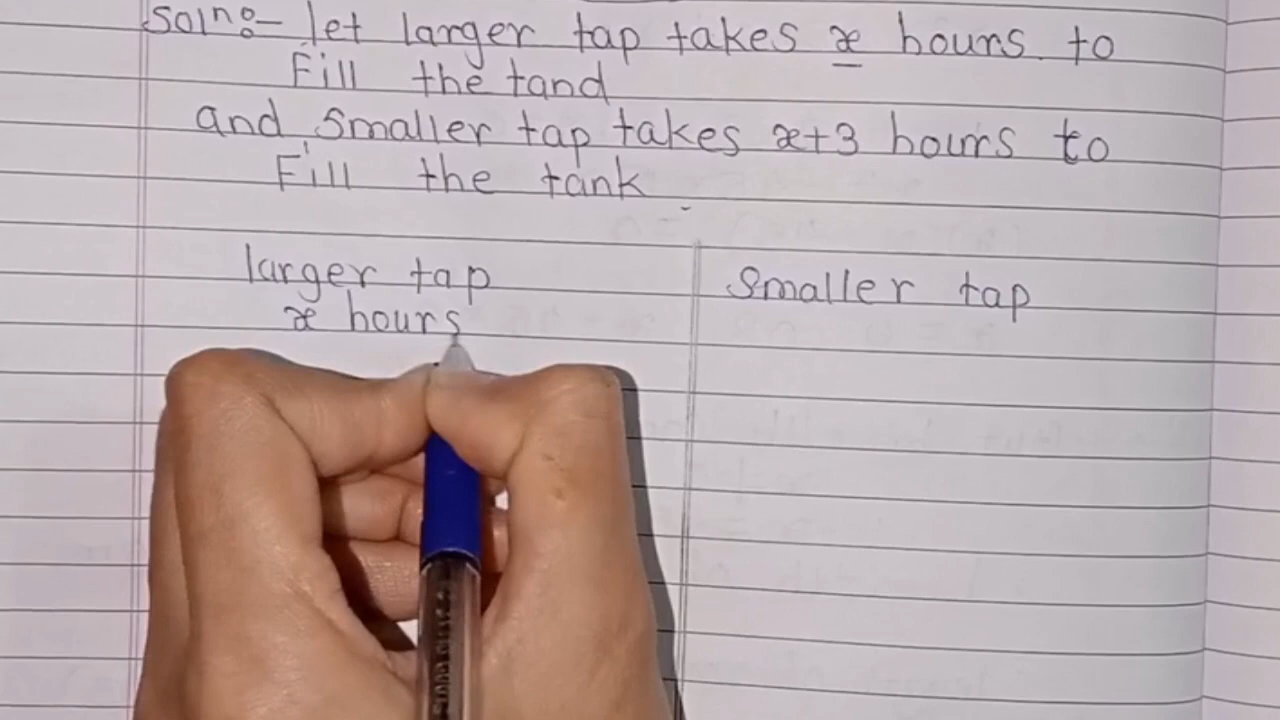 Soln:- let larger tap takes x hours. to
Fill the tand
and smaller tap takes x+3 hours to
Fill the tank
larger tap
x hours
Smaller tap